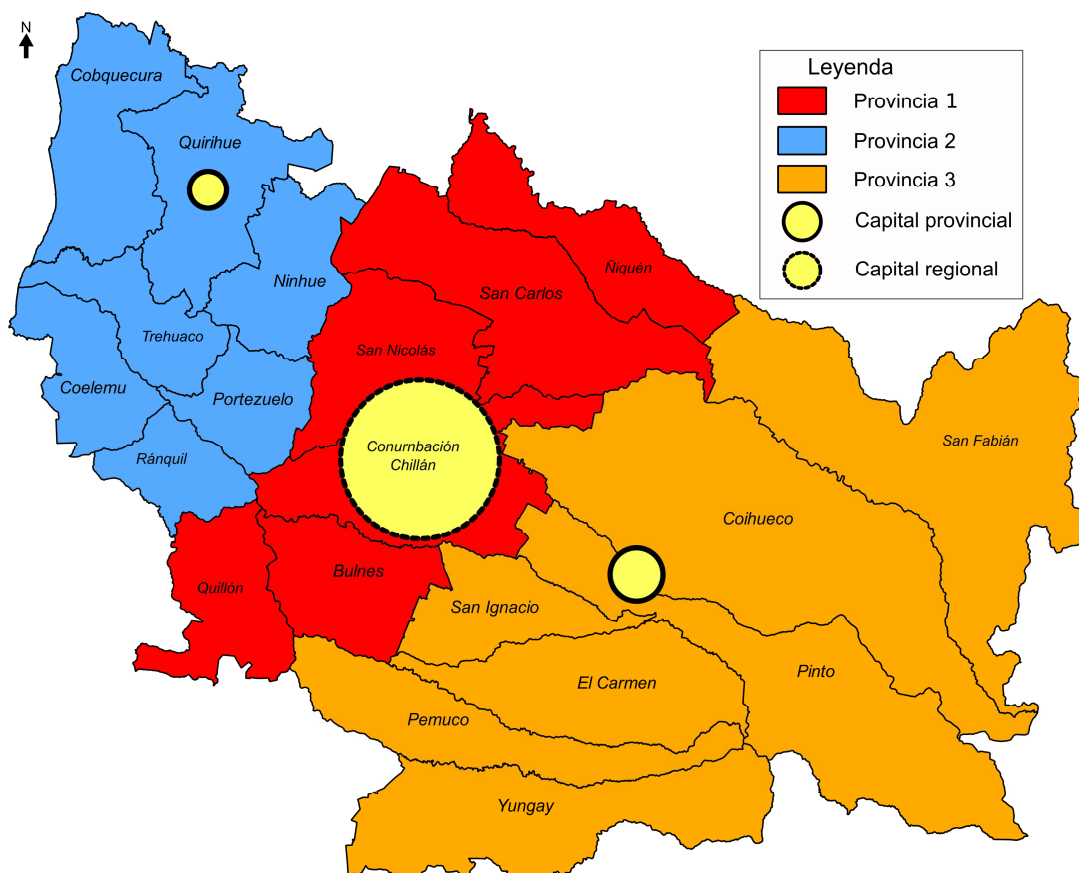 N
Cobquecura
Quirihue
Ninhue
Trehuaco
Coelemu
Portezuelo
Ránquil
Leyenda
Provincia 1
Provincia 2
Provincia 3
Capital provincial
Capital regional
Ñiquén
San Carlos
San Nicolás
Conurnbación
Chillán
San Fabián
Coihueco
Quillón
Bulnes
San Ignacio
El Carmen
Pinto
Pemuco
Yungay